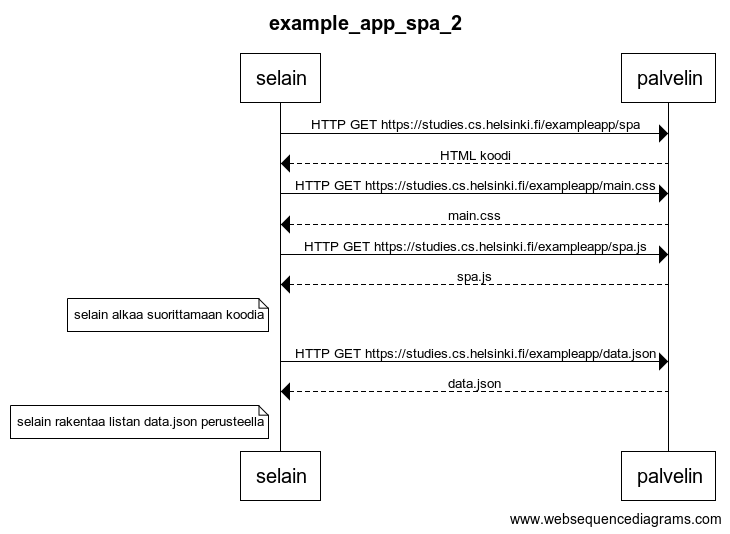 example_app_spa_2
selain palvelin
HTTP GET https://studies.cs.helsinki.fi/exampleapp/spa
HTML koodi
HTTP GET https://studies.cs.helsinki.fi/exampleapp/main.css
main.css
HTTP GET https://studies.cs.helsinki.fi/exampleapp/spa.js
spa.js
selain alkaa suorittamaan koodia
HTTP GET https://studies.cs.helsinki.fi/exampleapp/data.json
data.json
selain rakentaa listan data.json perusteella
selain palvelin
www.websequencediagrams.com